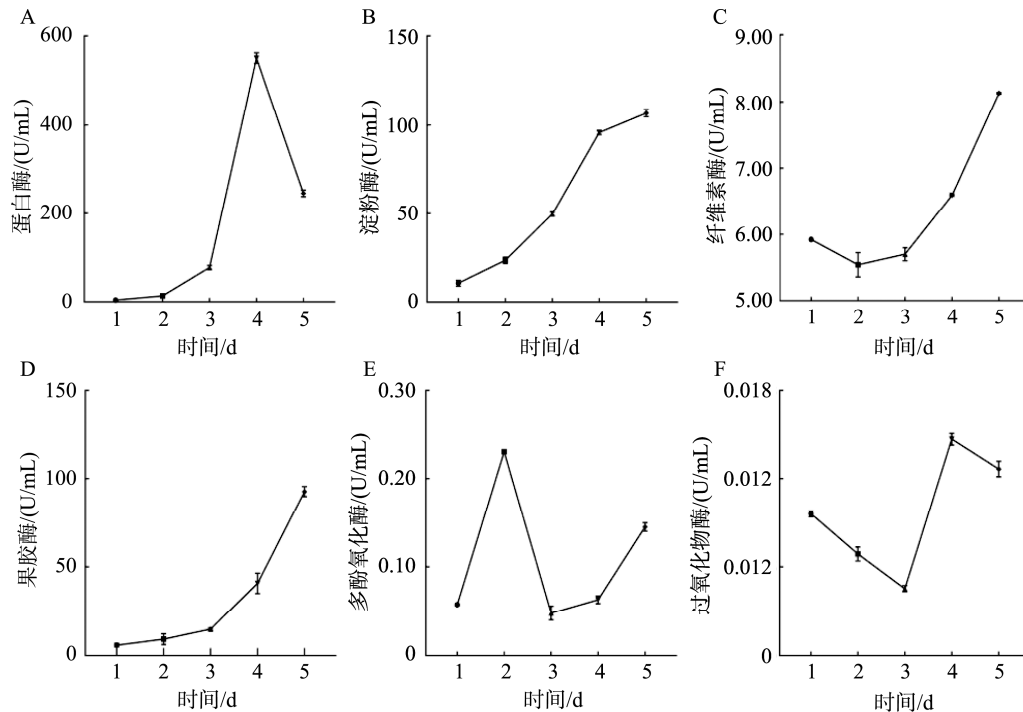 A
蛋白酶/(U/mL)
600
400
200
0
1 2 3 4 5
时间/d
B
淀粉酶/(U/mL)
150
100
50
0
1 2 3 4 5
时间/d
C
纤维素酶/(U/mL)
9.00
8.00
7.00
6.00
5.00
1 2 3 4 5
时间/d
D
果胶酶/(U/mL)
150
100
50
0
1 2 3 4 5
时间/d
E
多酚氧化酶/(U/mL)
0.30
0.20
0.10
0
1 2 3 4 5
时间/d
F
过氧化物酶/(U/mL)
0.018
0.012
0.012
0
1 2 3 4 5
时间/d